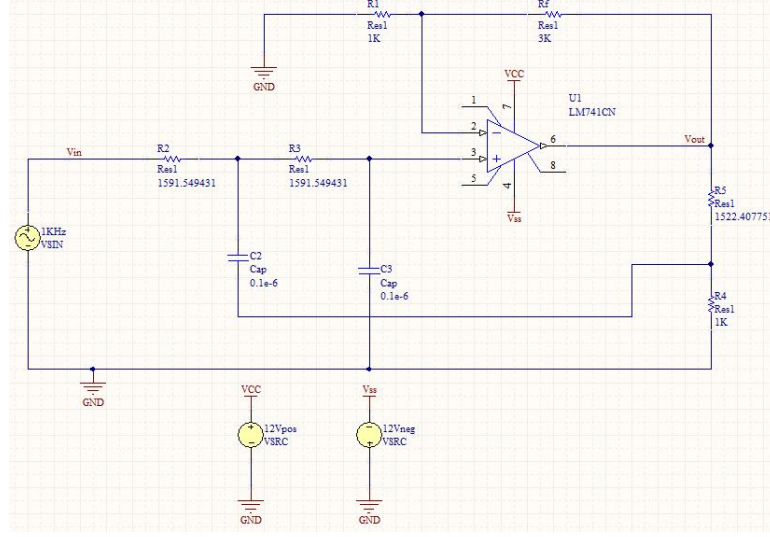 R1
Res1
1K
Rf
Res1
3K
GND
VCC
U1
LM741CN
1
7
2
3
6
8
5
4
Vss
Vin
R2
Res1
1591.549431
R3
Res1
1591.549431
Vout
R5
Res1
1522.407751
1KHz
VSIN
C2
Cap
0.1e-6
C3
Cap
0.1e-6
R4
Res1
1K
GND
VCC
12Vpos
VSRC
GND
Vss
12Vneg
VSRC
GND